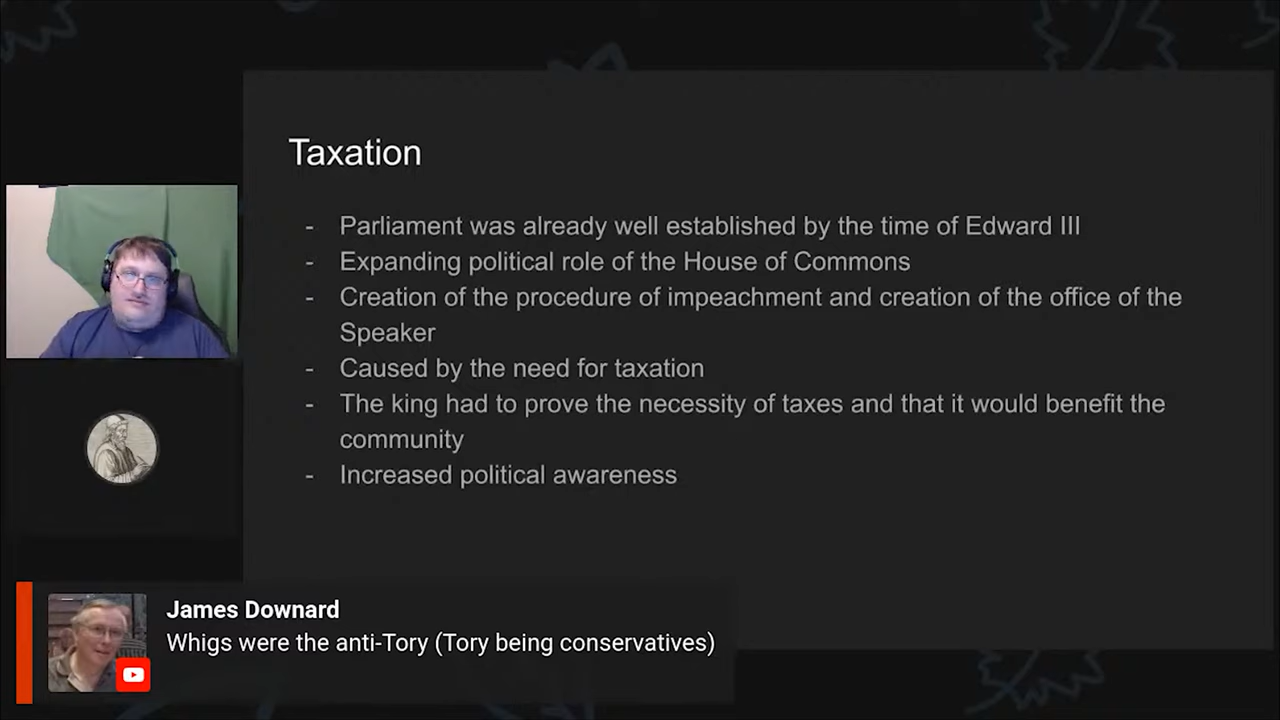 Taxation
- Parliament was already well established by the time of Edward III
- Expanding political role of the House of Commons
- Creation of the procedure of impeachment and creation of the office of the
Speaker
- Caused by the need for taxation
- The king had to prove the necessity of taxes and that it would benefit the
community
- Increased political awareness
James Downard
Whigs were the anti-Tory (Tory being conservatives)